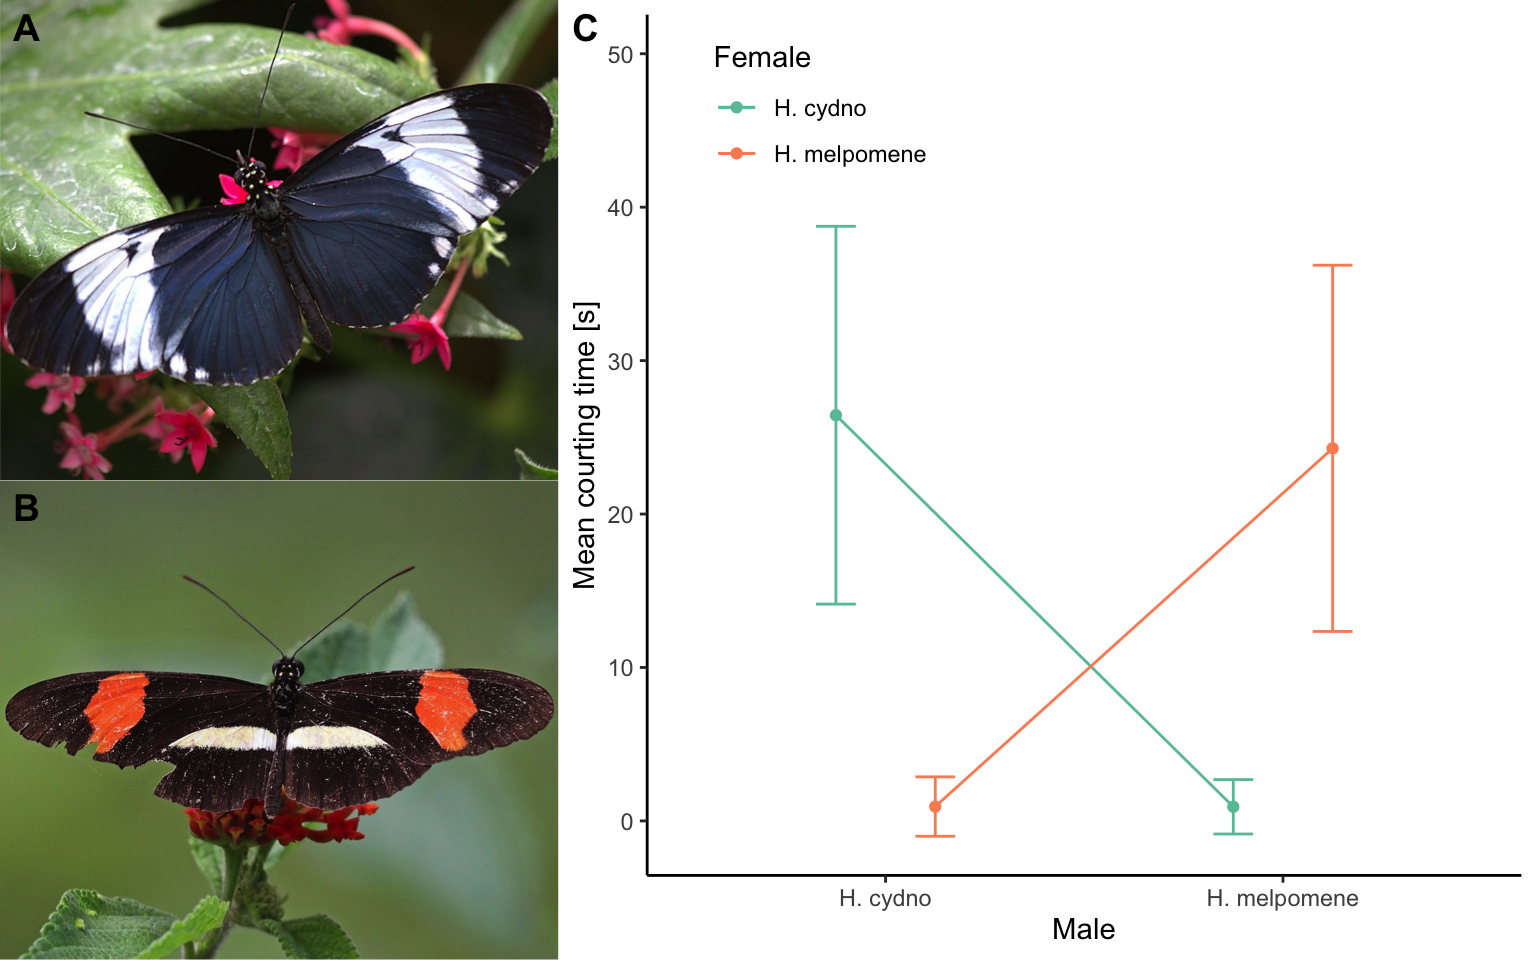 A
B
C
Female
H. cydno
H. melpomene
Mean courting time [s]
50
40
30
20
10
0
H. cydno
H. melpomene
Male